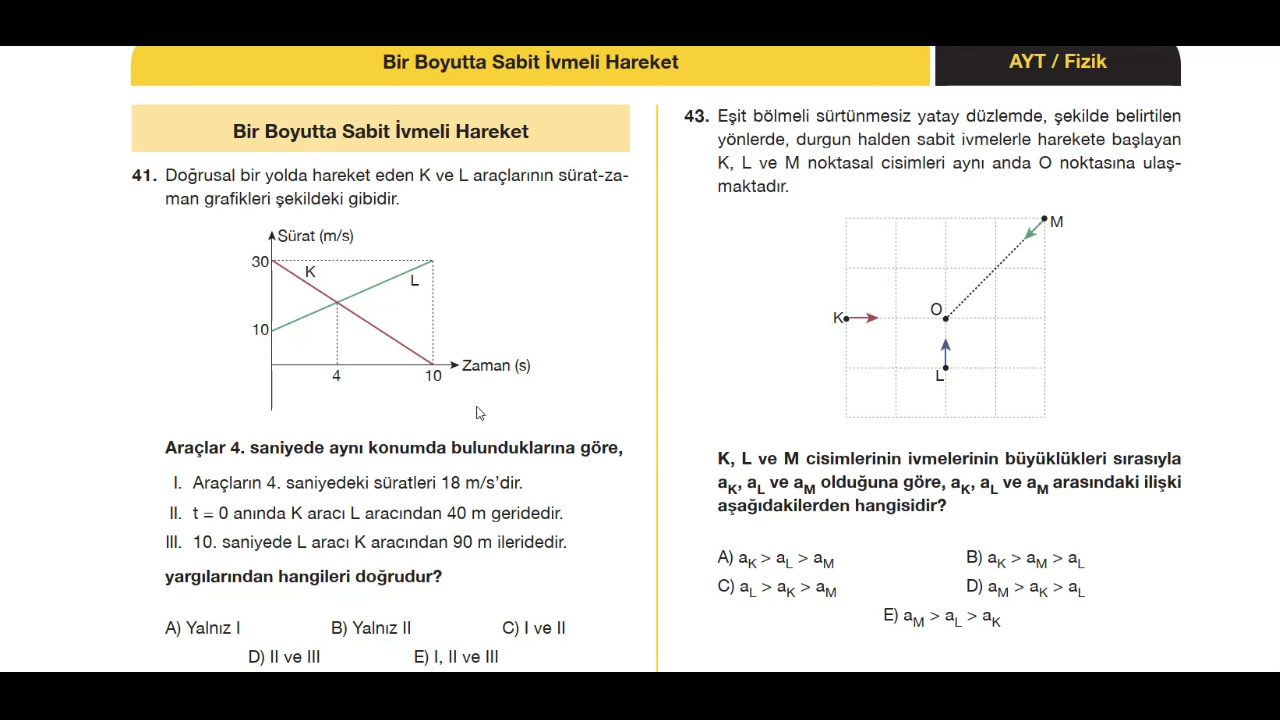 Bir Boyutta Sabit İvmeli Hareket
AYT / Fizik
Bir Boyutta Sabit İvmeli Hareket
41. Doğrusal bir yolda hareket eden K ve L araçlarının sürat-za-
man grafikleri şekildeki gibidir.
Sürat (m/s)
30
K
L
10
Zaman (s)
4
10
Araçlar 4. saniyede aynı konumda bulunduklarına göre,
I. Araçların 4. saniyedeki süratleri 18 m/s'dir.
II. t = 0 anında K aracı L aracından 40 m geridedir.
III. 10. saniyede L aracı K aracından 90 m ileridedir.
yargılarından hangileri doğrudur?
A) Yalnız I
B) Yalnız II
C) I ve II
D) II ve III
E) I, II ve III
43. Eşit bölmeli sürtünmesiz yatay düzlemde, şekilde belirtilen
yönlerde, durgun halden sabit ivmelerle harekete başlayan
K, L ve M noktasal cisimleri aynı anda O noktasına ulaş-
maktadır.
M
O
K
L
K, L ve M cisimlerinin ivmelerinin büyüklükleri sırasıyla
aK, aL ve aM olduğuna göre, aK, aL ve aM arasındaki ilişki
aşağıdakilerden hangisidir?
A) aK > aL > aM
B) aK > aM > aL
C) aL > aK > aM
D) aM > aK > aL
E) aM > aL > aK